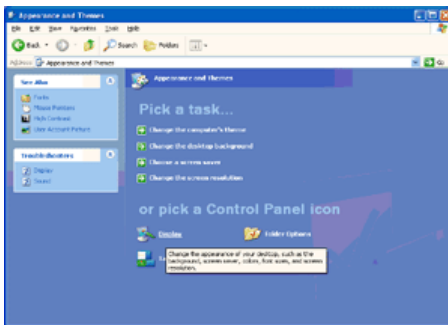 Appearance and Themes
File Edit View Favorites Tools Help
Back Search Folders
Address Appearance and Themes Go
See Also
Fonts
Mouse Pointers
High Contrast
User Account Picture
Troubleshooters
Display
Sound
Appearance and Themes
Pick a task...
Change the computer's theme
Change the desktop background
Choose a screen saver
Change the screen resolution
or pick a Control Panel icon
Display Folder Options
Change the appearance of your desktop, such as the
background, screen saver, colors, font sizes, and screen
resolution.